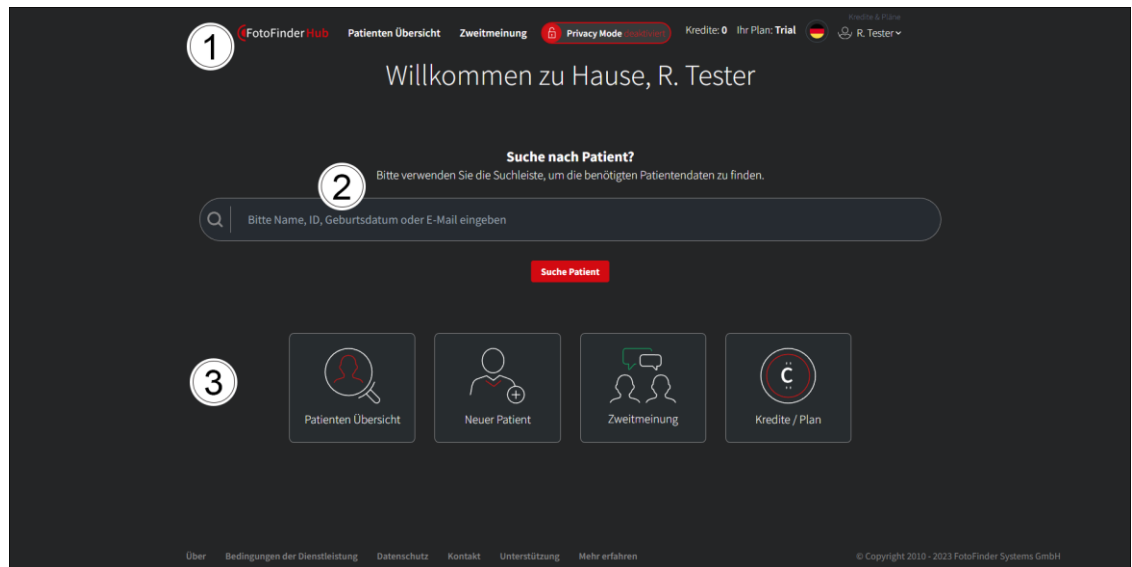 Kredite & Pläne
1 FotoFinder Hub Patienten Übersicht Zweitmeinung Privacy Mode deaktiviert Kredite: 0 Ihr Plan: Trial R. Tester
Willkommen zu Hause, R. Tester
Suche nach Patient?
2 Bitte verwenden Sie die Suchleiste, um die benötigten Patientendaten zu finden.
Bitte Name, ID, Geburtsdatum oder E-Mail eingeben
Suche Patient
3
Ċ
Patienten Übersicht Neuer Patient Zweitmeinung Kredite / Plan
Über Bedingungen der Dienstleistung Datenschutz Kontakt Unterstützung Mehr erfahren © Copyright 2010 - 2023 FotoFinder Systems GmbH